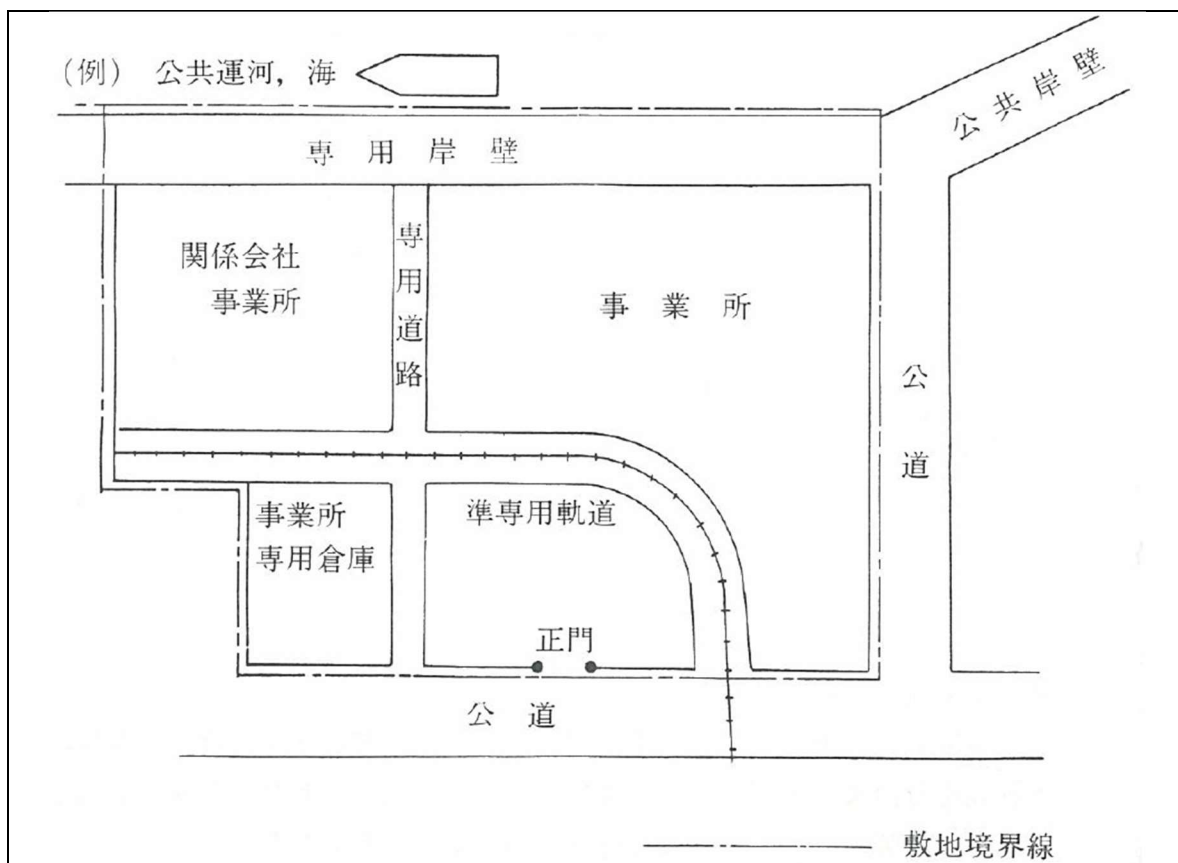 (例) 公共運河,海
公共岸壁
専用岸壁
関係会社
事業所
専用道路
事業所
公道
事業所
専用倉庫
準専用軌道
正門
公道
敷地境界線